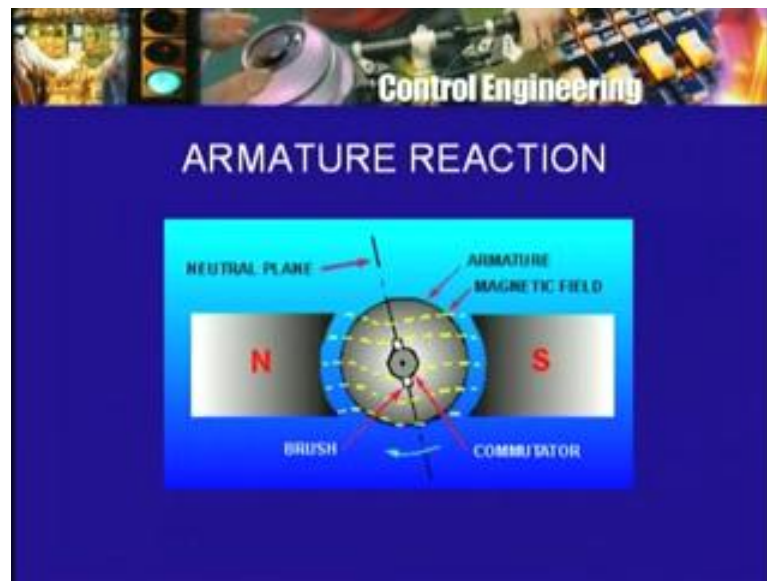 Control Engineering
ARMATURE REACTION
NEUTRAL PLANE
ARMATURE
MAGNETIC FIELD
N
S
BRUSH
COMMUTATOR